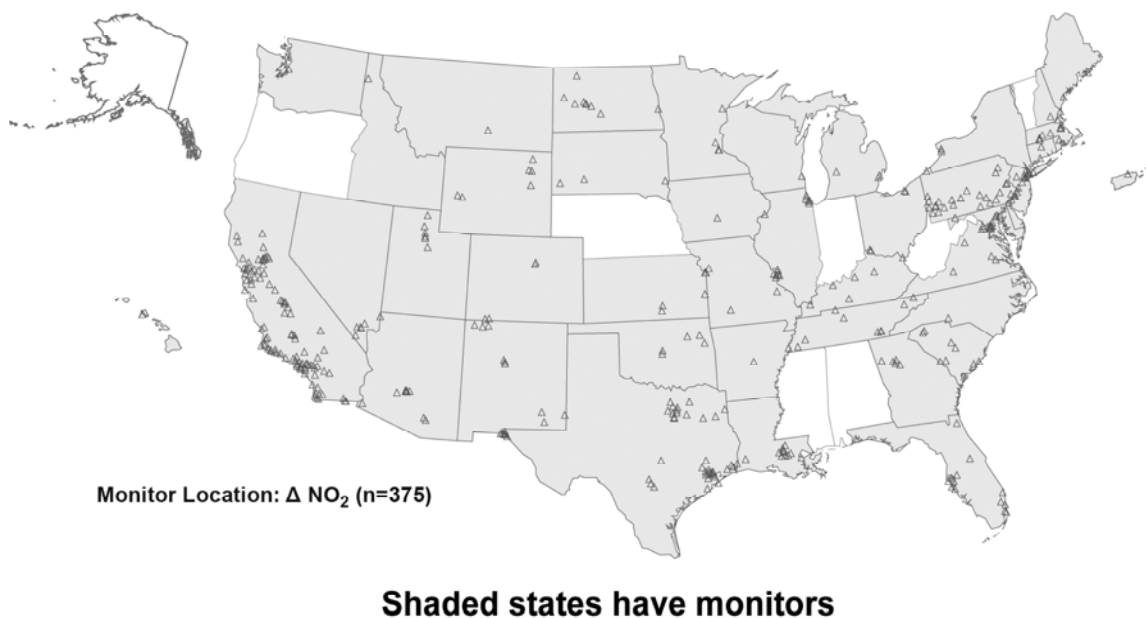 Monitor Location: Δ NO₂ (n=375)
Shaded states have monitors